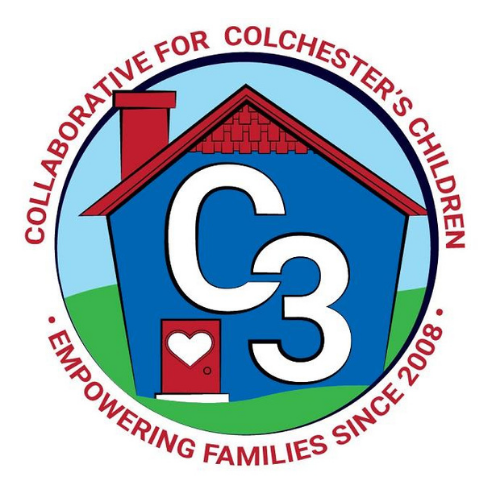 COLLABORATIVE FOR COLCHESTER'S CHILDREN
C3
• EMPOWERING FAMILIES SINCE 2008 •